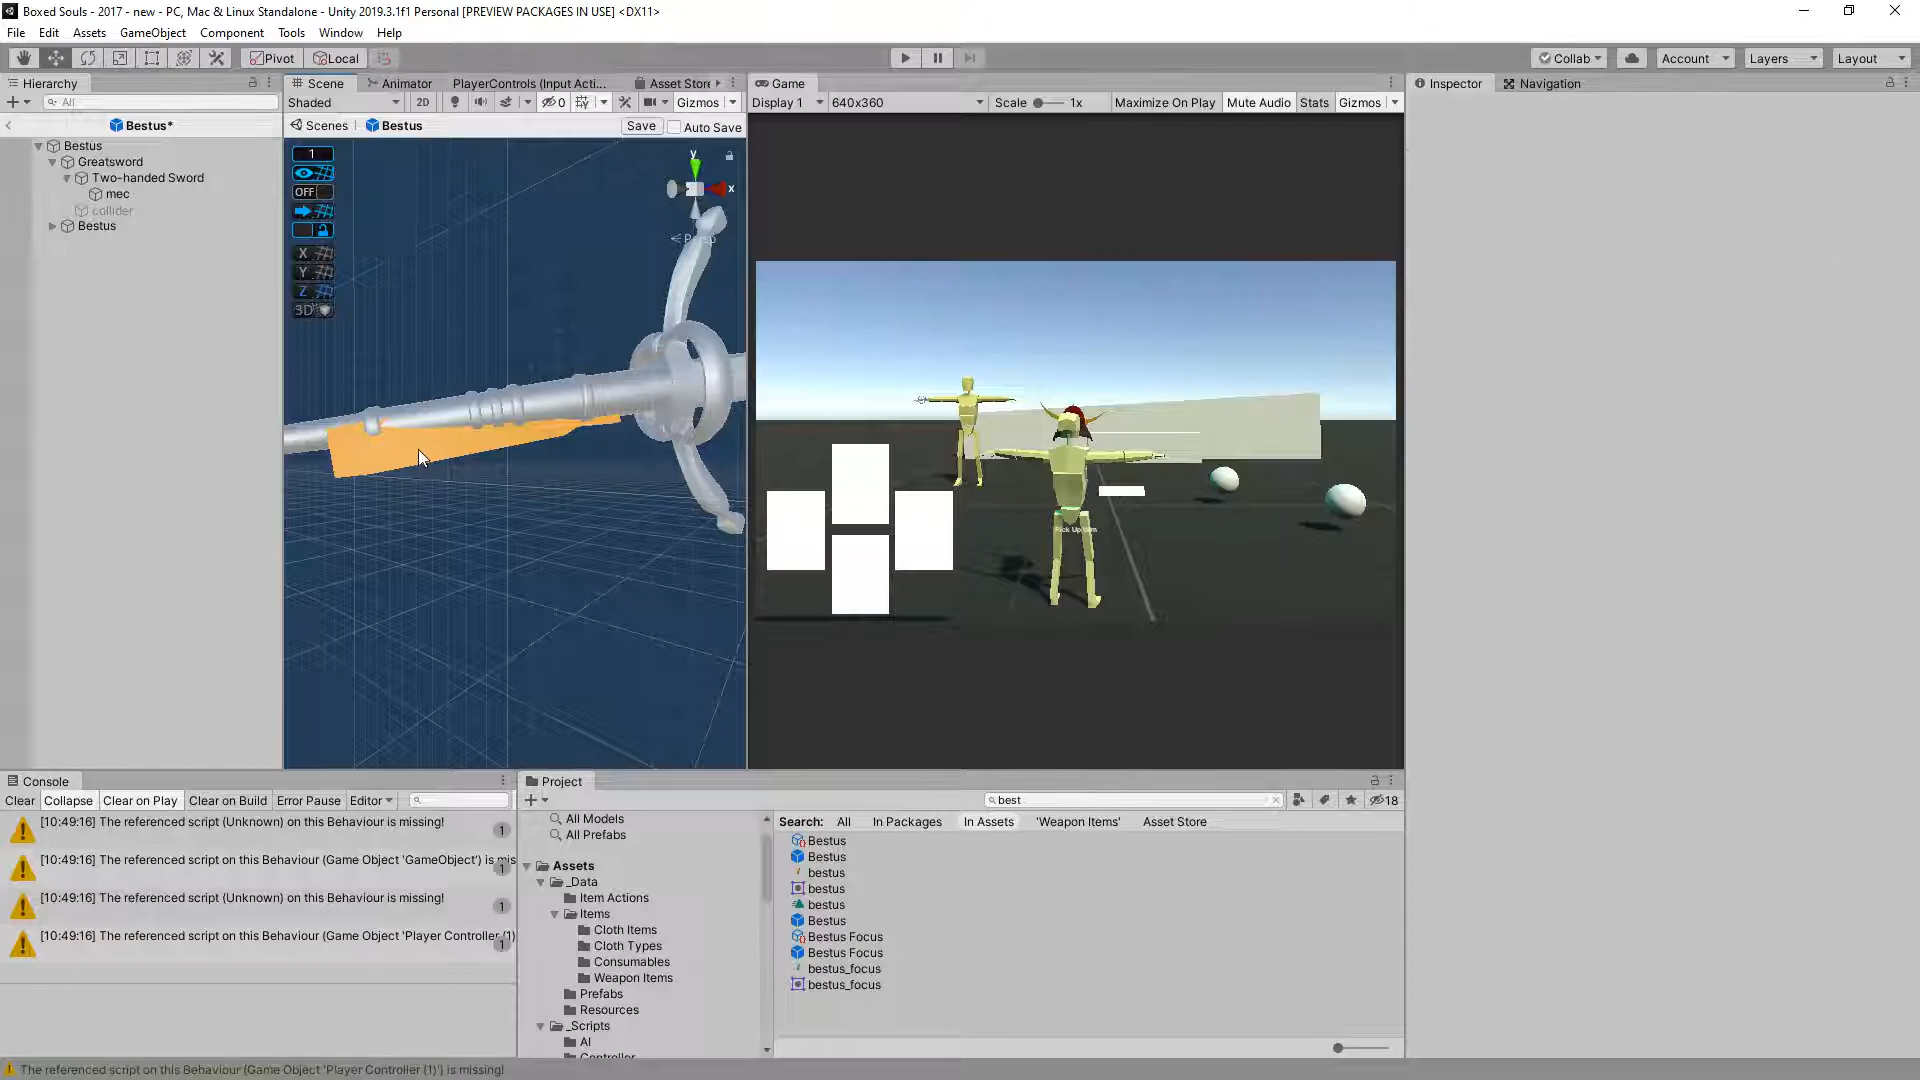 Boxed Souls - 2017 - new - PC, Mac & Linux Standalone - Unity 2019.3.1f1 Personal [PREVIEW PACKAGES IN USE] <DX11>
File Edit Assets GameObject Component Tools Window Help
Pivot Local Collab Account Layers Layout
Hierarchy Scene Animator PlayerControls (Input Acti... Asset Store Game Inspector Navigation
All Shaded 2D 0 Gizmos Display 1 640x360 Scale 1x Maximize On Play Mute Audio Stats Gizmos
Bestus* Scenes Bestus Save Auto Save
Bestus
Greatsword
Two-handed Sword
mec
collider
Bestus
1
OFF
X
Y
Z
3D
y
x
Persp
Pick Up Item
Console
Clear Collapse Clear on Play Clear on Build Error Pause Editor
[10:49:16] The referenced script (Unknown) on this Behaviour is missing! 1
[10:49:16] The referenced script on this Behaviour (Game Object 'GameObject') is mis 1
[10:49:16] The referenced script (Unknown) on this Behaviour is missing! 1
[10:49:16] The referenced script on this Behaviour (Game Object 'Player Controller (1) 1
Project
best 18
All Models
All Prefabs
Assets
_Data
Item Actions
Items
Cloth Items
Cloth Types
Consumables
Weapon Items
Prefabs
Resources
_Scripts
AI
Controller
Search: All In Packages In Assets 'Weapon Items' Asset Store
Bestus
Bestus
bestus
bestus
bestus
Bestus
Bestus Focus
Bestus Focus
bestus_focus
bestus_focus
The referenced script on this Behaviour (Game Object 'Player Controller (1)') is missing!